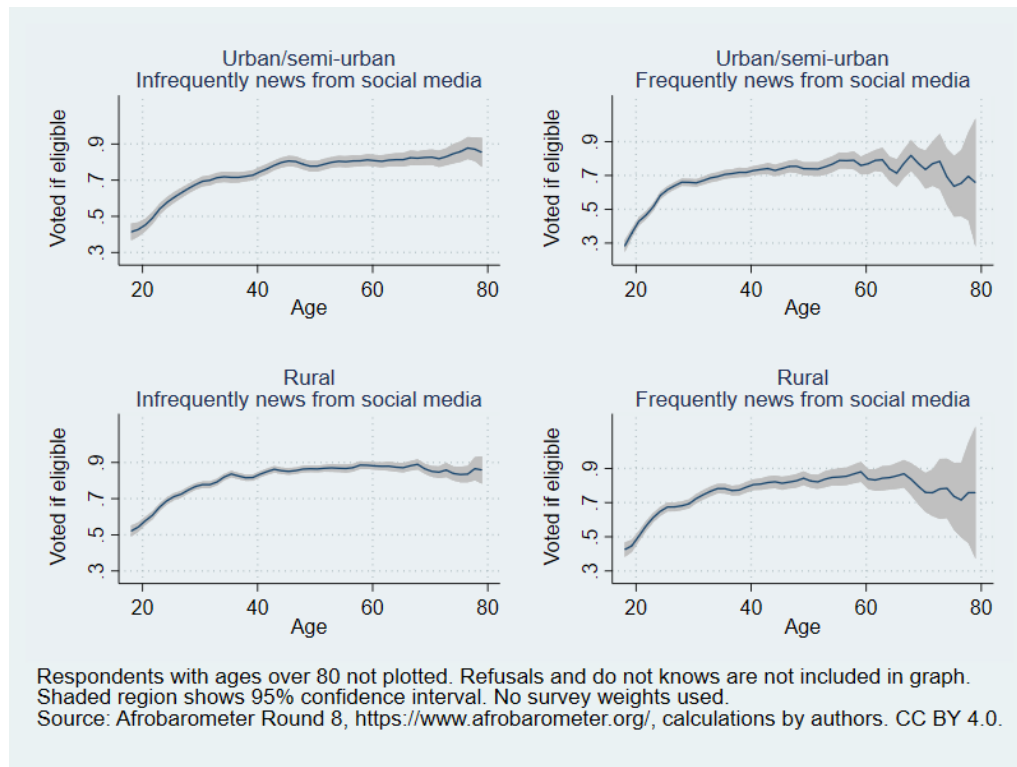 Urban/semi-urban
Infrequently news from social media
Voted if eligible
.9
.7
.5
.3
20 40 60 80
Age
Urban/semi-urban
Frequently news from social media
Voted if eligible
.9
.7
.5
.3
20 40 60 80
Age
Rural
Infrequently news from social media
Voted if eligible
.9
.7
.5
.3
20 40 60 80
Age
Rural
Frequently news from social media
Voted if eligible
.9
.7
.5
.3
20 40 60 80
Age
Respondents with ages over 80 not plotted. Refusals and do not knows are not included in graph.
Shaded region shows 95% confidence interval. No survey weights used.
Source: Afrobarometer Round 8, https://www.afrobarometer.org/, calculations by authors. CC BY 4.0.